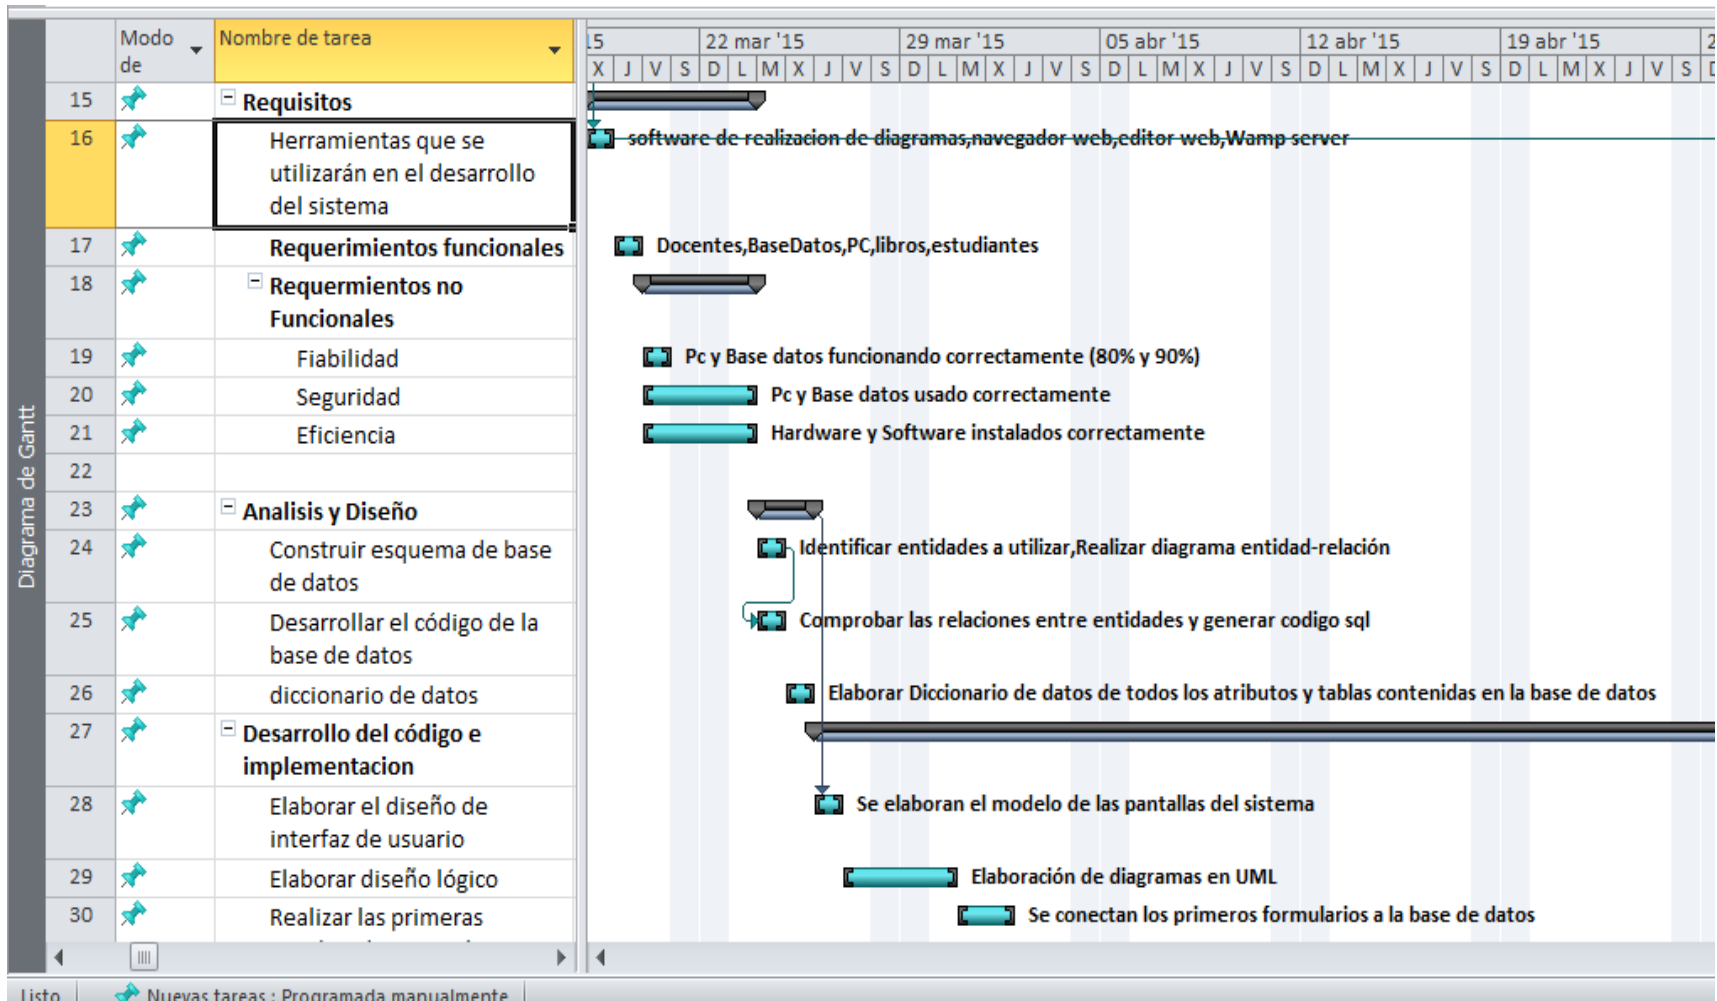 Modo de
Nombre de tarea
15
22 mar '15
29 mar '15
05 abr '15
12 abr '15
19 abr '15
2
X J V S D L M X J V S D L M X J V S D L M X J V S D L M X J V S D L M X J V S D
15 Requisitos
16 Herramientas que se
utilizarán en el desarrollo
del sistema
software de realizacion de diagramas,navegador web,editor web,Wamp server
17 Requerimientos funcionales
Docentes,BaseDatos,PC,libros,estudiantes
18 Requermientos no
Funcionales
19 Fiabilidad
Pc y Base datos funcionando correctamente (80% y 90%)
20 Seguridad
Pc y Base datos usado correctamente
21 Eficiencia
Hardware y Software instalados correctamente
22
23 Analisis y Diseño
24 Construir esquema de base
de datos
Identificar entidades a utilizar,Realizar diagrama entidad-relación
25 Desarrollar el código de la
base de datos
Comprobar las relaciones entre entidades y generar codigo sql
26 diccionario de datos
Elaborar Diccionario de datos de todos los atributos y tablas contenidas en la base de datos
27 Desarrollo del código e
implementacion
28 Elaborar el diseño de
interfaz de usuario
Se elaboran el modelo de las pantallas del sistema
29 Elaborar diseño lógico
Elaboración de diagramas en UML
30 Realizar las primeras
Se conectan los primeros formularios a la base de datos
Diagrama de Gantt
Listo
Nuevas tareas : Programada manualmente